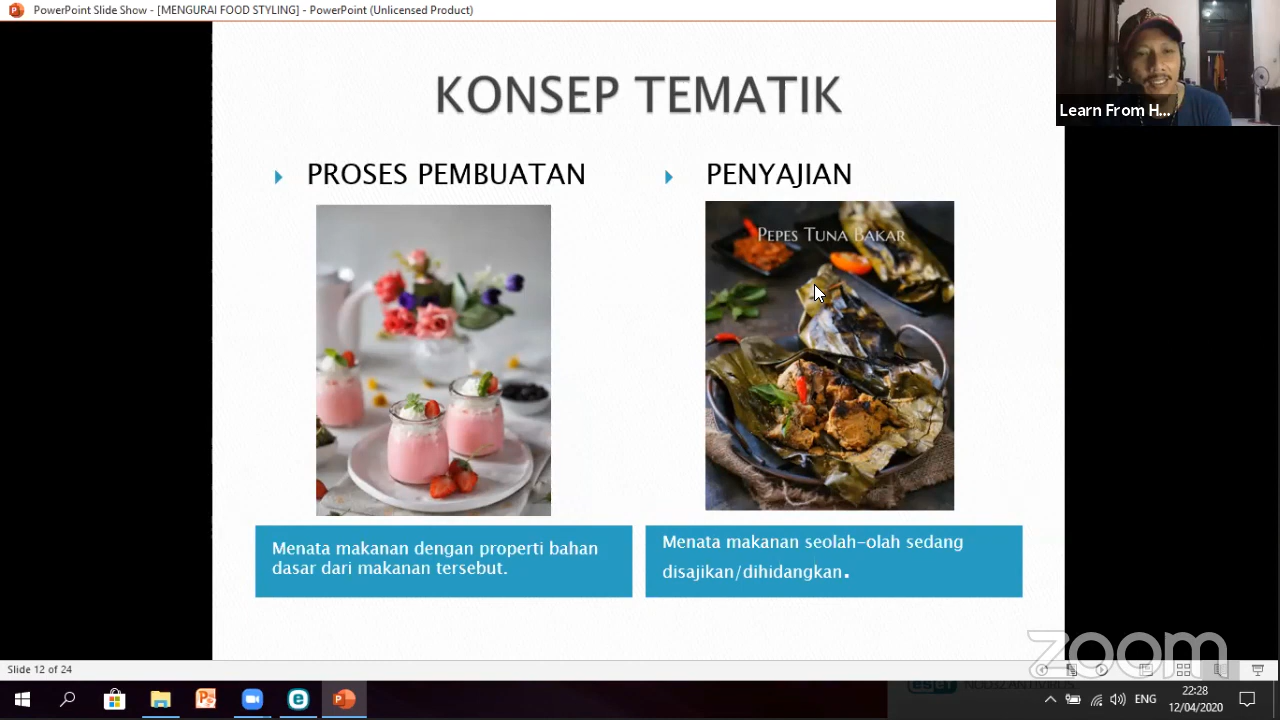 PowerPoint Slide Show - [MENGURAI FOOD STYLING] - PowerPoint (Unlicensed Product)
Learn From H...
KONSEP TEMATIK
PROSES PEMBUATAN
PENYAJIAN
PEPES TUNA BAKAR
Menata makanan dengan properti bahan
dasar dari makanan tersebut.
Menata makanan seolah-olah sedang
disajikan/dihidangkan.
zoom
Slide 12 of 24
eset
ENG
22:28
12/04/2020